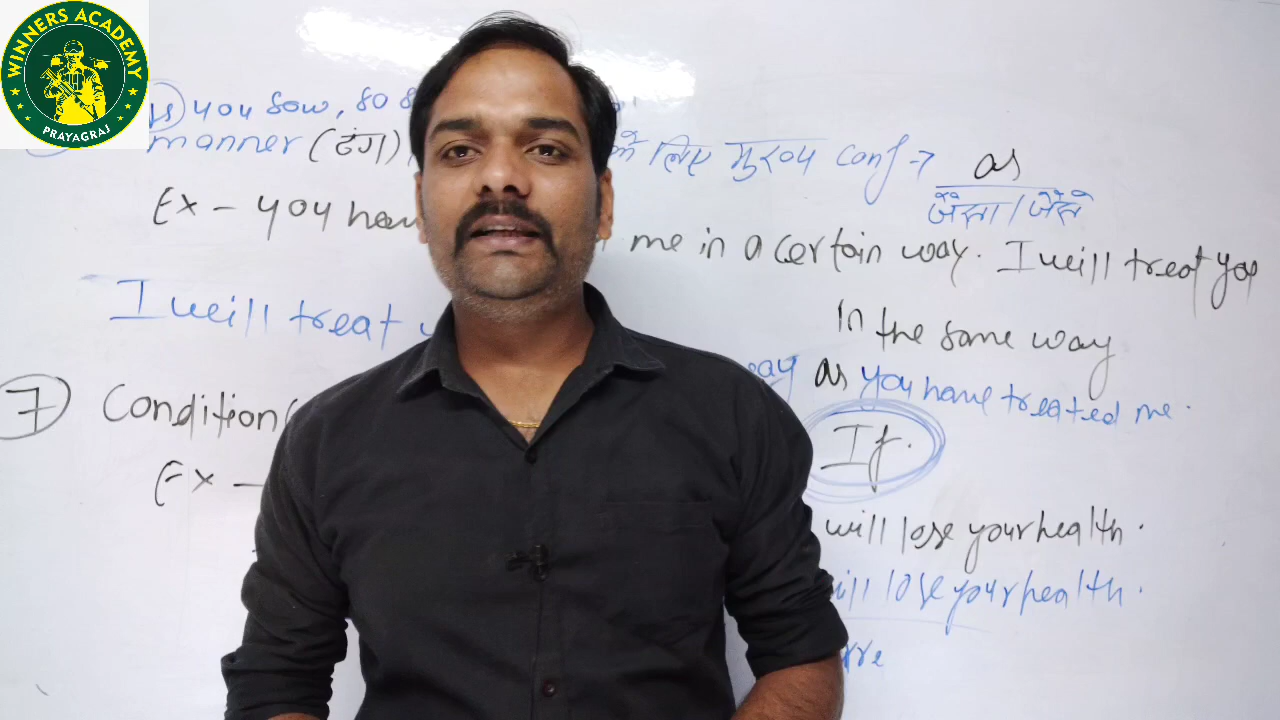 WINNERS ACADEMY
PRAYAGRAJ
As you sow, so
manner (ढंग) के लिए मुख्य Conj → as
जैसा/जैसे
Ex - you have me in a certain way. I will treat you
in the same way
I will treat way as you have treated me.
7 Condition If.
Ex - will lose your health.
will lose your health.